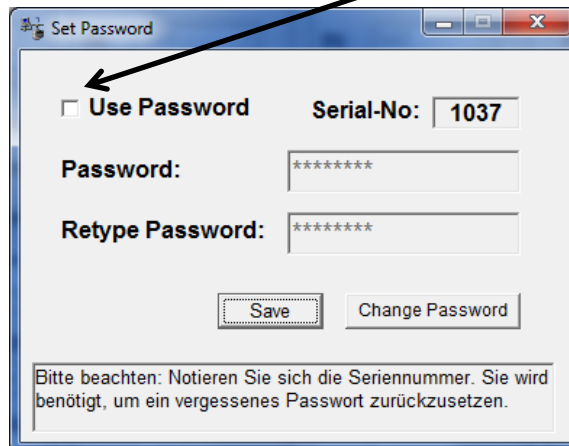 Set Password
Use Password Serial-No: 1037
Password: ********
Retype Password: ********
Save Change Password
Bitte beachten: Notieren Sie sich die Seriennummer. Sie wird
benötigt, um ein vergessenes Passwort zurückzusetzen.